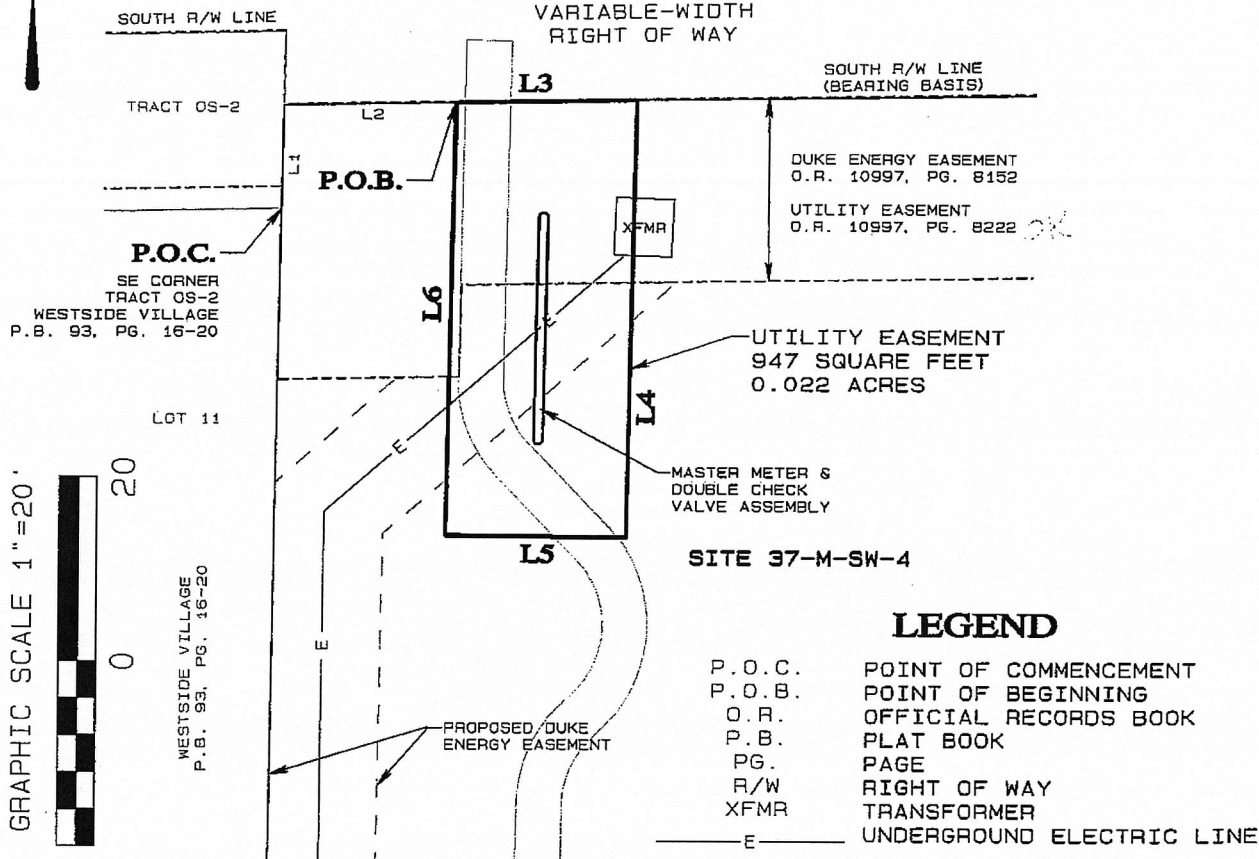 VARIABLE-WIDTH
RIGHT OF WAY
SOUTH R/W LINE
L3
SOUTH R/W LINE
(BEARING BASIS)
TRACT OS-2
L2
L1
P.O.B.
DUKE ENERGY EASEMENT
O.R. 10997, PG. 8152
UTILITY EASEMENT
O.R. 10997, PG. 8222
OK
XFMR
P.O.C.
SE CORNER
TRACT OS-2
WESTSIDE VILLAGE
P.B. 93, PG. 16-20
L6
E
UTILITY EASEMENT
947 SQUARE FEET
0.022 ACRES
L4
LOT 11
E
MASTER METER &
DOUBLE CHECK
VALVE ASSEMBLY
L5
SITE 37-M-SW-4
GRAPHIC SCALE 1"=20'
20
0
WESTSIDE VILLAGE
P.B. 93, PG. 16-20
E
PROPOSED DUKE
ENERGY EASEMENT
LEGEND
P.O.C. POINT OF COMMENCEMENT
P.O.B. POINT OF BEGINNING
O.R. OFFICIAL RECORDS BOOK
P.B. PLAT BOOK
PG. PAGE
R/W RIGHT OF WAY
XFMR TRANSFORMER
E UNDERGROUND ELECTRIC LINE